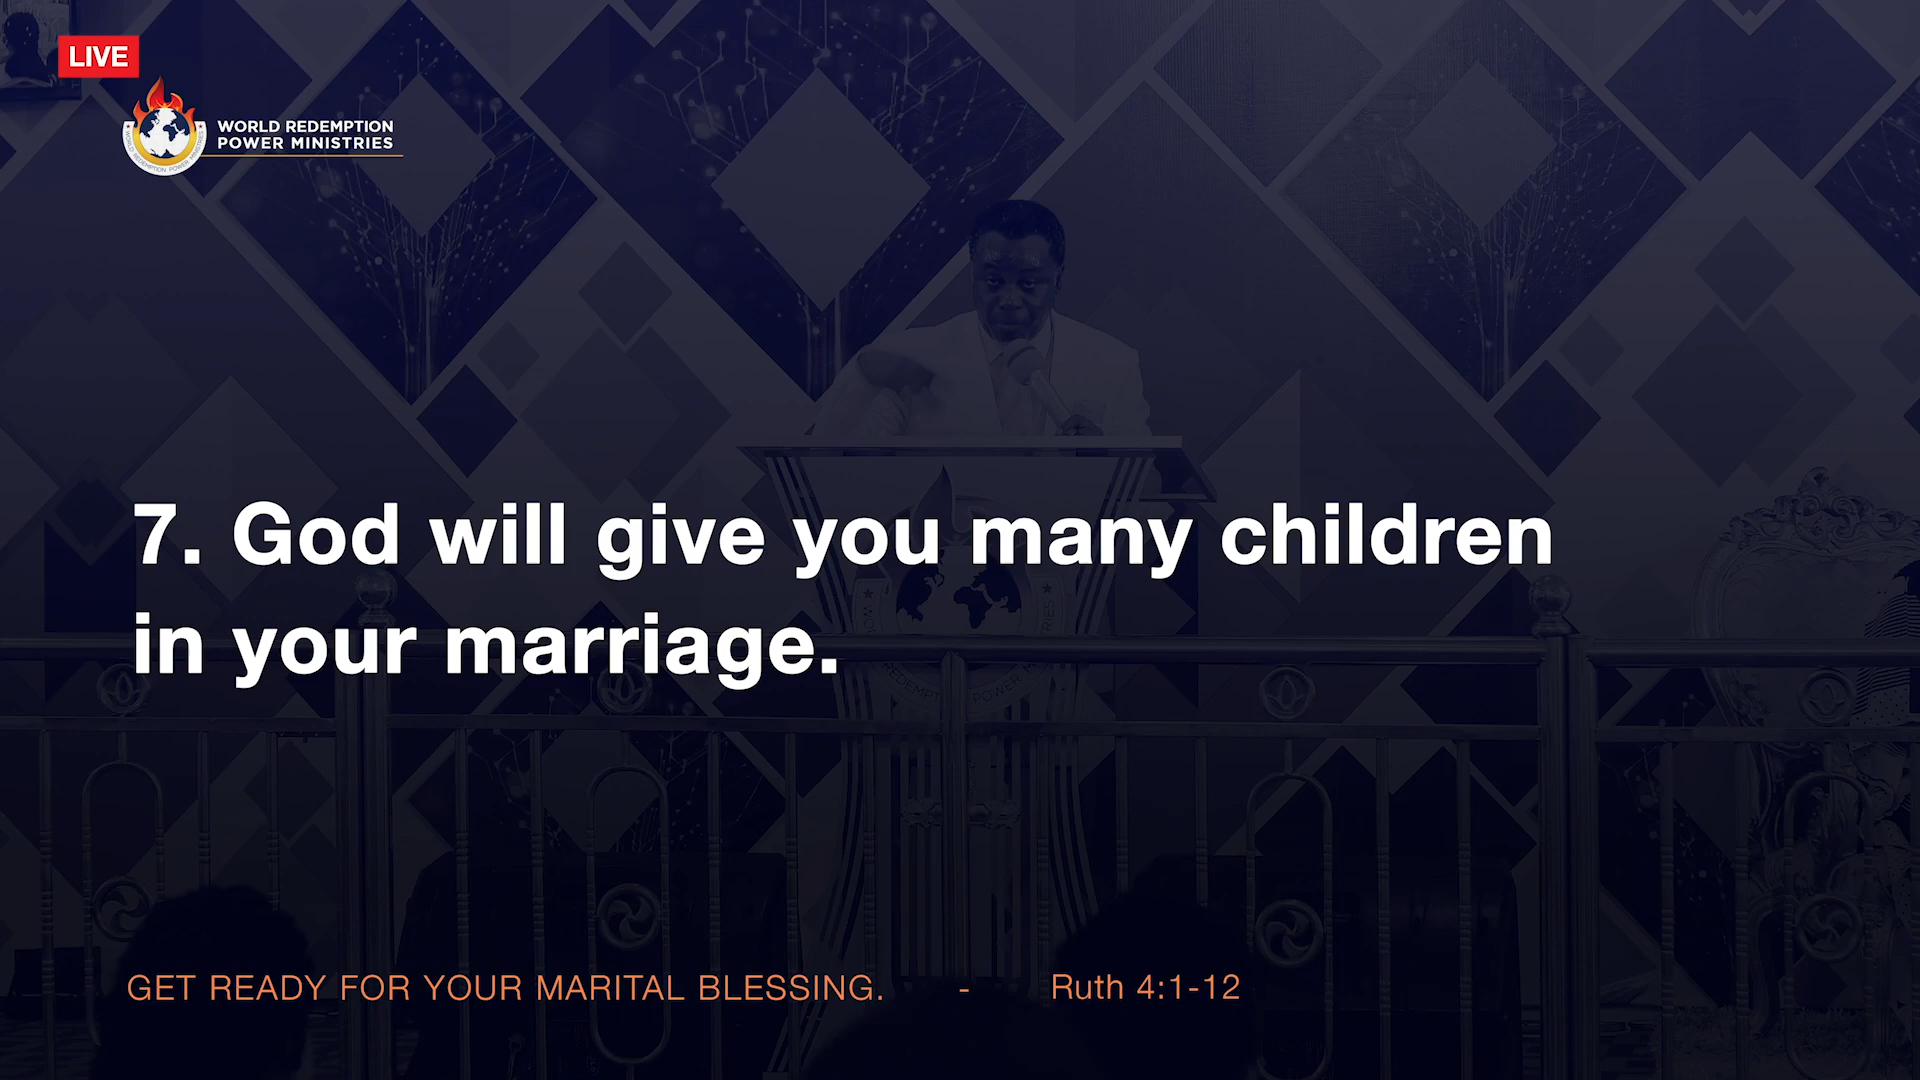 LIVE
WORLD REDEMPTION
POWER MINISTRIES
7. God will give you many children
in your marriage.
GET READY FOR YOUR MARITAL BLESSING. - Ruth 4:1-12